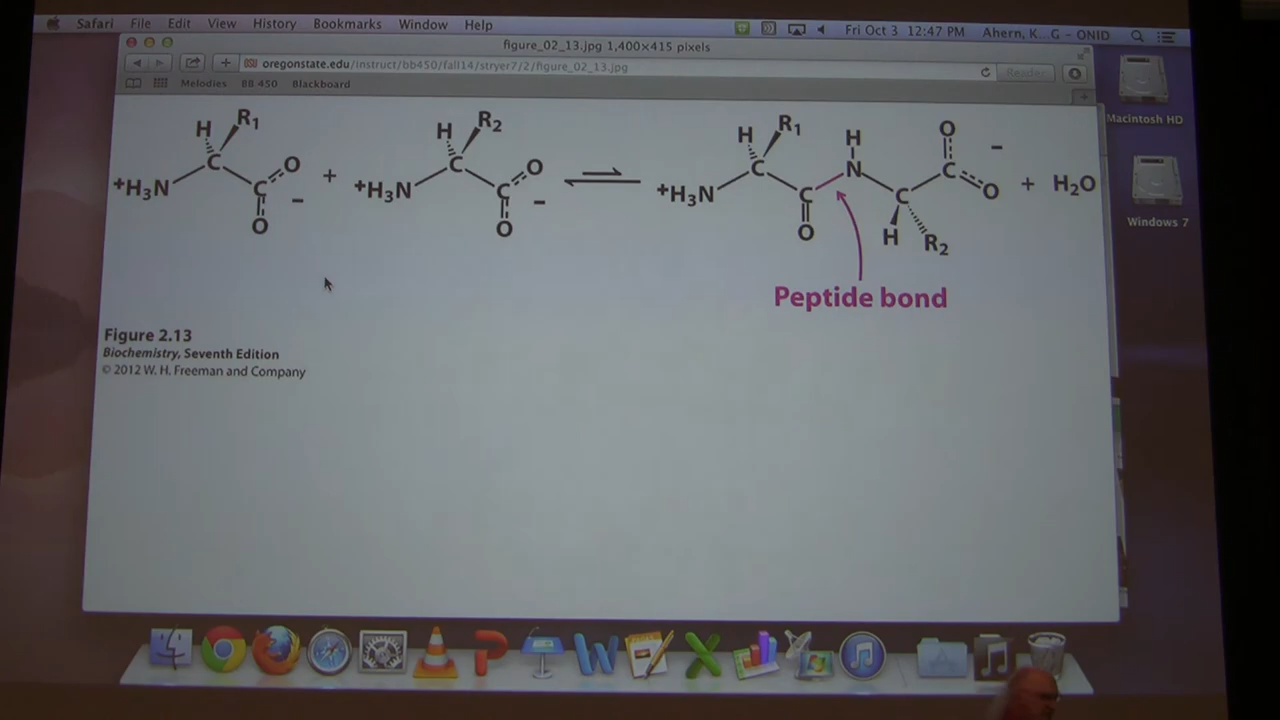 Safari File Edit View History Bookmarks Window Help Fri Oct 3 12:47 PM Ahern, K...G - ONID
figure_02_13.jpg 1,400×415 pixels
oregonstate.edu/instruct/bb450/fall14/stryer7/2/figure_02_13.jpg Reader
Melodies BB 450 Blackboard
Macintosh HD
Windows 7
H R1 +H3N C C O O −
+
H R2 +H3N C C O O −
H R1 +H3N C C O N H C H R2 C O O −
+ H2O
Peptide bond
Figure 2.13
Biochemistry, Seventh Edition
© 2012 W. H. Freeman and Company